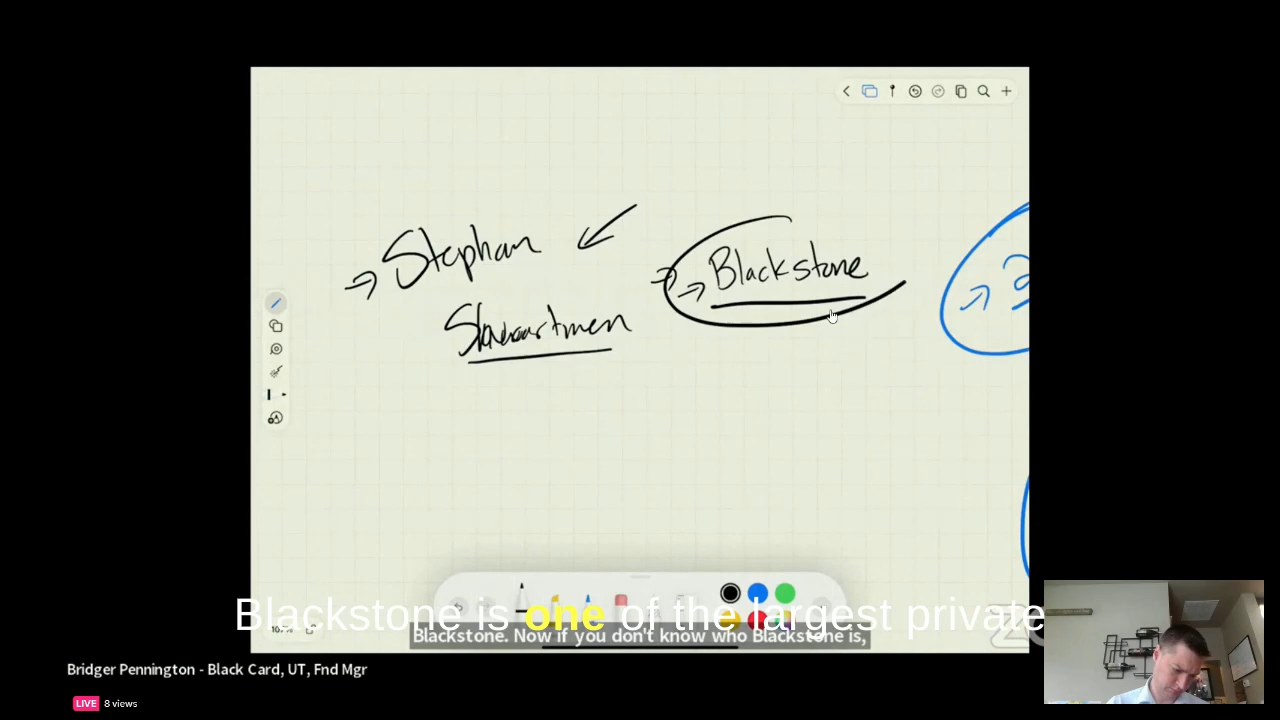 Stephan
Blackstone
Blackstone is one of the largest private
Blackstone. Now if you don't know who Blackstone is,
Bridger Pennington - Black Card, UT, Fnd Mgr
LIVE 8 views